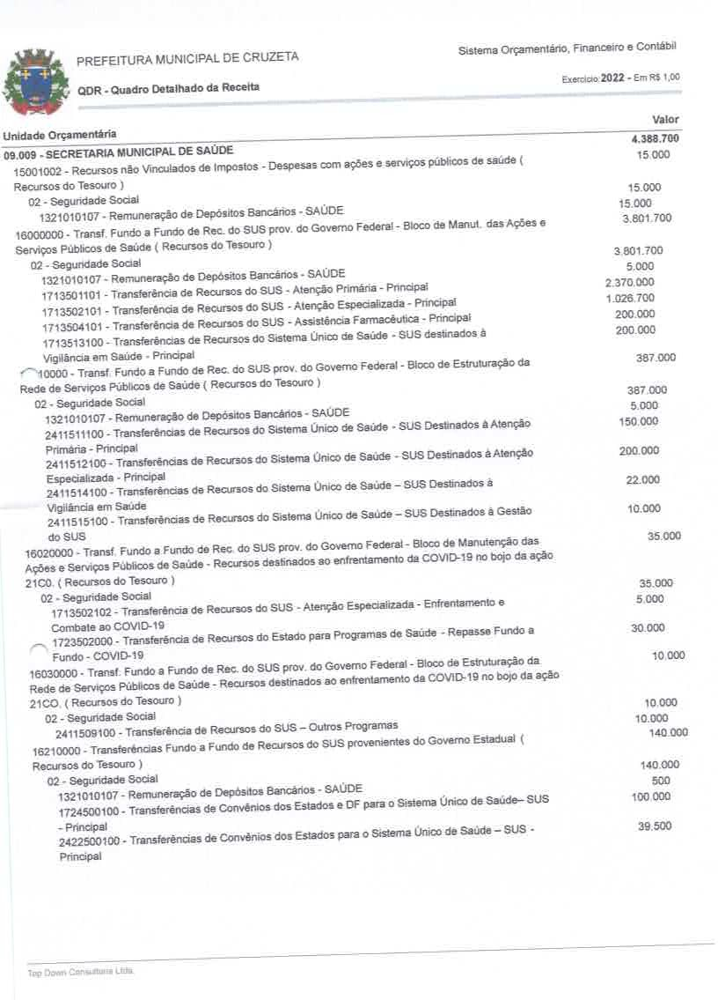 PREFEITURA MUNICIPAL DE CRUZETA
Sistema Orçamentário, Financeiro e Contábil
QDR - Quadro Detalhado da Receita
Exercício: 2022 - Em R$ 1,00
Unidade Orçamentária Valor
09.009 - SECRETARIA MUNICIPAL DE SAÚDE 4.388.700
15001002 - Recursos não Vinculados de Impostos - Despesas com ações e serviços públicos de saúde ( 15.000
Recursos do Tesouro )
02 - Seguridade Social 15.000
1321010107 - Remuneração de Depósitos Bancários - SAÚDE 15.000
16000000 - Transf. Fundo a Fundo de Rec. do SUS prov. do Governo Federal - Bloco de Manut. das Ações e 3.801.700
Serviços Públicos de Saúde ( Recursos do Tesouro )
02 - Seguridade Social 3.801.700
1321010107 - Remuneração de Depósitos Bancários - SAÚDE 5.000
1713501101 - Transferência de Recursos do SUS - Atenção Primária - Principal 2.370.000
1713502101 - Transferência de Recursos do SUS - Atenção Especializada - Principal 1.026.700
1713504101 - Transferência de Recursos do SUS - Assistência Farmacêutica - Principal 200.000
1713513100 - Transferências de Recursos do Sistema Único de Saúde - SUS destinados à 200.000
Vigilância em Saúde - Principal
10000 - Transf. Fundo a Fundo de Rec. do SUS prov. do Governo Federal - Bloco de Estruturação da 387.000
Rede de Serviços Públicos de Saúde ( Recursos do Tesouro )
02 - Seguridade Social 387.000
1321010107 - Remuneração de Depósitos Bancários - SAÚDE 5.000
2411511100 - Transferências de Recursos do Sistema Único de Saúde - SUS Destinados à Atenção 150.000
Primária - Principal
2411512100 - Transferências de Recursos do Sistema Único de Saúde - SUS Destinados à Atenção 200.000
Especializada - Principal
2411514100 - Transferências de Recursos do Sistema Único de Saúde – SUS Destinados à 22.000
Vigilância em Saúde
2411515100 - Transferências de Recursos do Sistema Único de Saúde – SUS Destinados à Gestão 10.000
do SUS
16020000 - Transf. Fundo a Fundo de Rec. do SUS prov. do Governo Federal - Bloco de Manutenção das 35.000
Ações e Serviços Públicos de Saúde - Recursos destinados ao enfrentamento da COVID-19 no bojo da ação
21C0. ( Recursos do Tesouro )
02 - Seguridade Social 35.000
1713502102 - Transferência de Recursos do SUS - Atenção Especializada - Enfrentamento e 5.000
Combate ao COVID-19
1723502000 - Transferência de Recursos do Estado para Programas de Saúde - Repasse Fundo a 30.000
Fundo - COVID-19
16030000 - Transf. Fundo a Fundo de Rec. do SUS prov. do Governo Federal - Bloco de Estruturação da 10.000
Rede de Serviços Públicos de Saúde - Recursos destinados ao enfrentamento da COVID-19 no bojo da ação
21CO. ( Recursos do Tesouro )
02 - Seguridade Social 10.000
2411509100 - Transferência de Recursos do SUS – Outros Programas 10.000
16210000 - Transferências Fundo a Fundo de Recursos do SUS provenientes do Governo Estadual ( 140.000
Recursos do Tesouro )
02 - Seguridade Social 140.000
1321010107 - Remuneração de Depósitos Bancários - SAÚDE 500
1724500100 - Transferências de Convênios dos Estados e DF para o Sistema Único de Saúde– SUS 100.000
- Principal
2422500100 - Transferências de Convênios dos Estados para o Sistema Único de Saúde – SUS - 39.500
Principal
Top Down Consultoria Ltda.